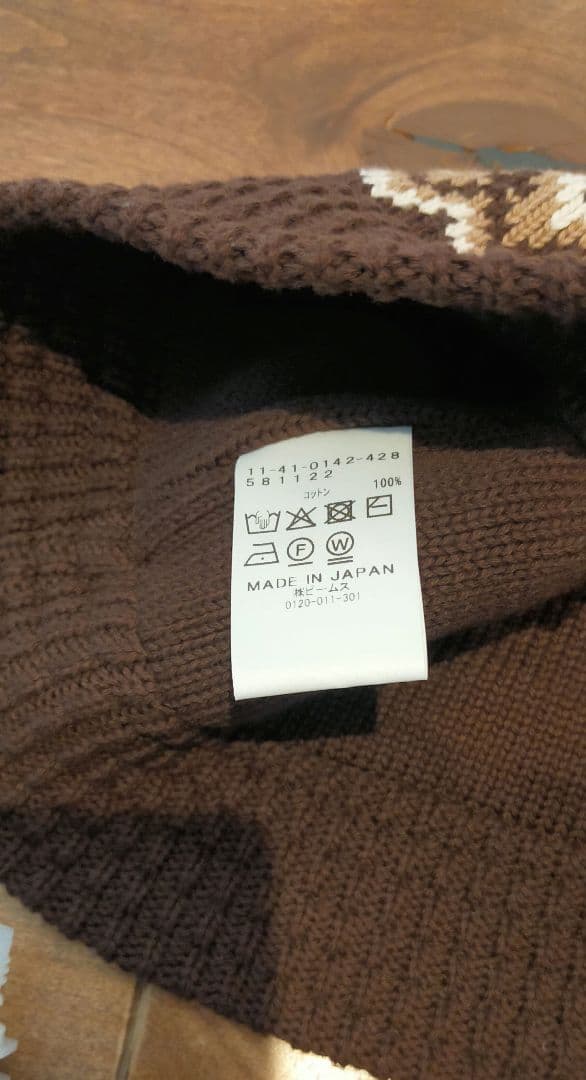 11-41-0142-428
581122
コットン 100%
F W
MADE IN JAPAN
㈱ビームス
0120-011-301